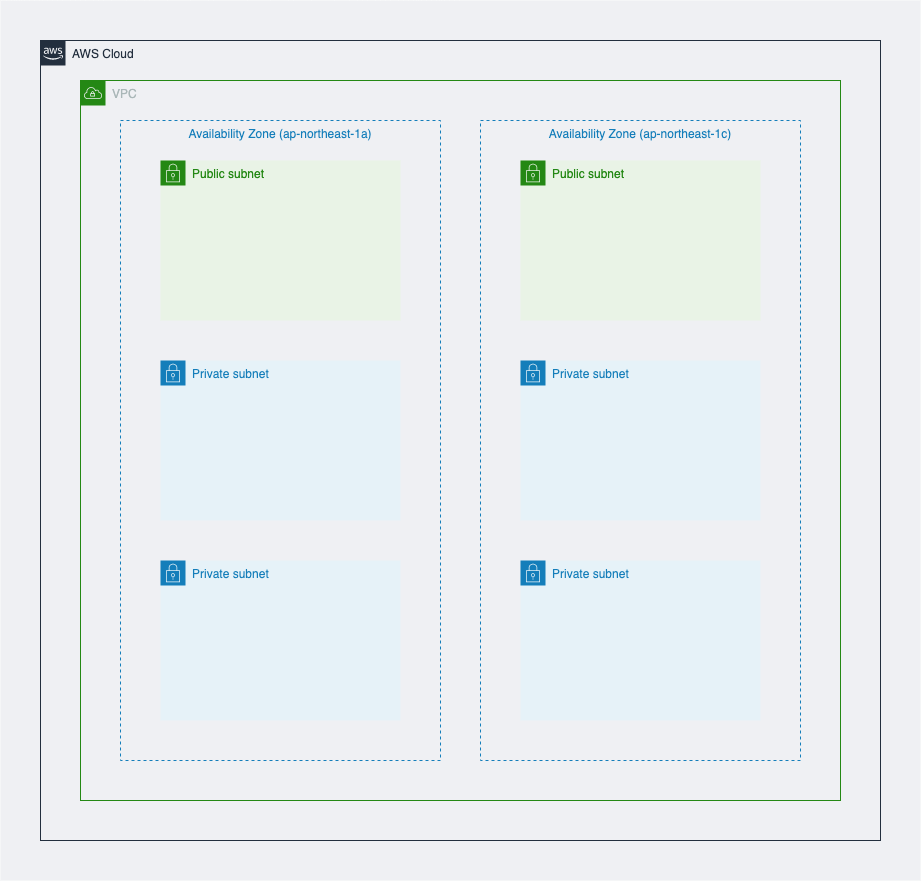 aws AWS Cloud
VPC
Availability Zone (ap-northeast-1a)
Public subnet
Private subnet
Private subnet
Availability Zone (ap-northeast-1c)
Public subnet
Private subnet
Private subnet